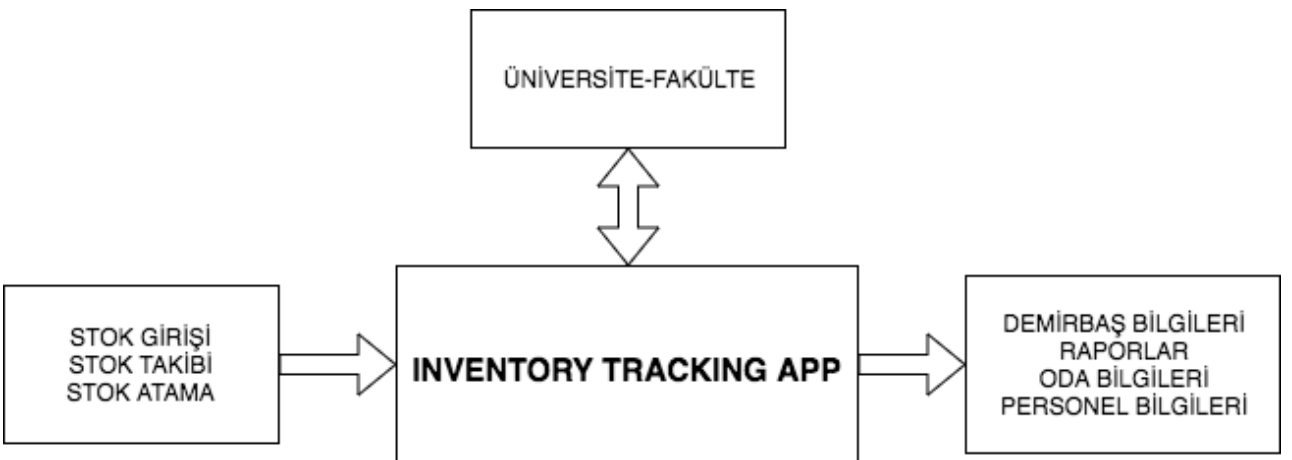 ÜNİVERSİTE-FAKÜLTE
STOK GİRİŞİ
STOK TAKİBİ
STOK ATAMA
INVENTORY TRACKING APP
DEMİRBAŞ BİLGİLERİ
RAPORLAR
ODA BİLGİLERİ
PERSONEL BİLGİLERİ